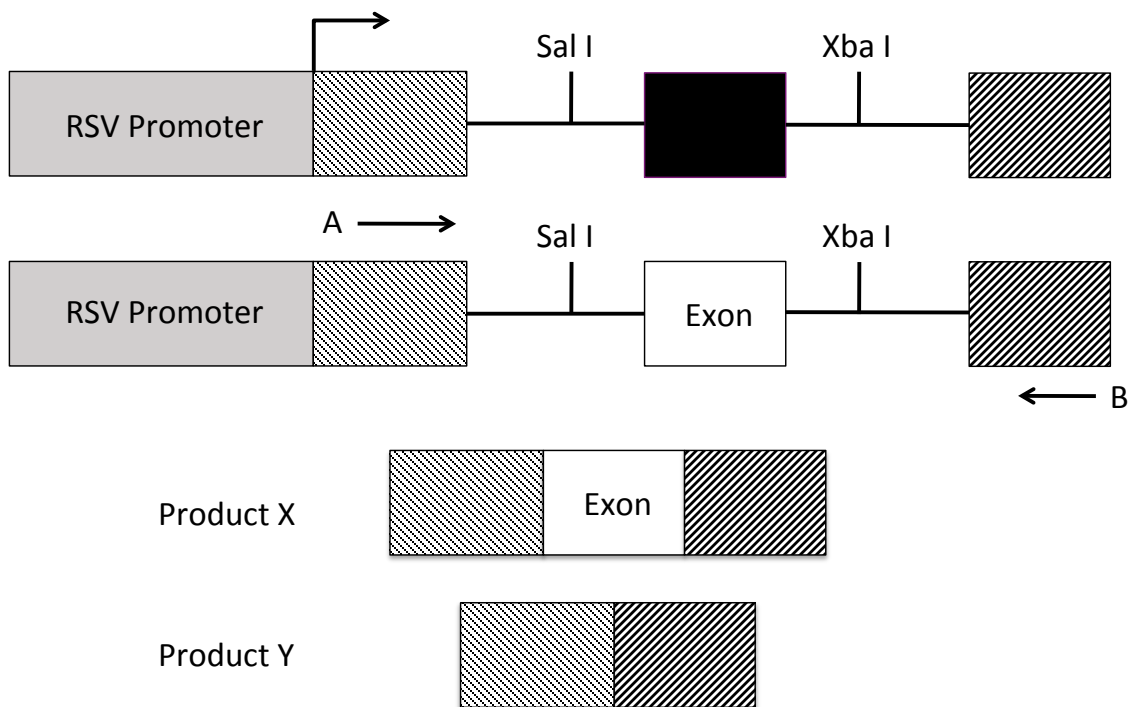 Sal I
Xba I
RSV Promoter
A
Sal I
Xba I
RSV Promoter
Exon
B
Product X
Exon
Product Y